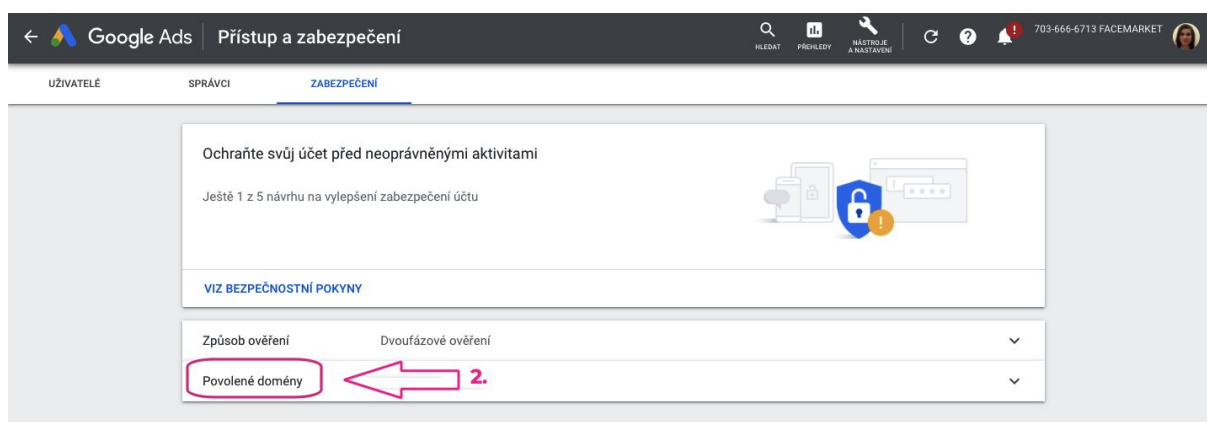 Google Ads Přístup a zabezpečení
HLEDAT
PŘEHLEDY
NÁSTROJE
A NASTAVENÍ
703-666-6713 FACEMARKET
UŽIVATELÉ SPRÁVCI ZABEZPEČENÍ
Ochraňte svůj účet před neoprávněnými aktivitami
Ještě 1 z 5 návrhu na vylepšení zabezpečení účtu
VIZ BEZPEČNOSTNÍ POKYNY
Způsob ověření Dvoufázové ověření
Povolené domény 2.